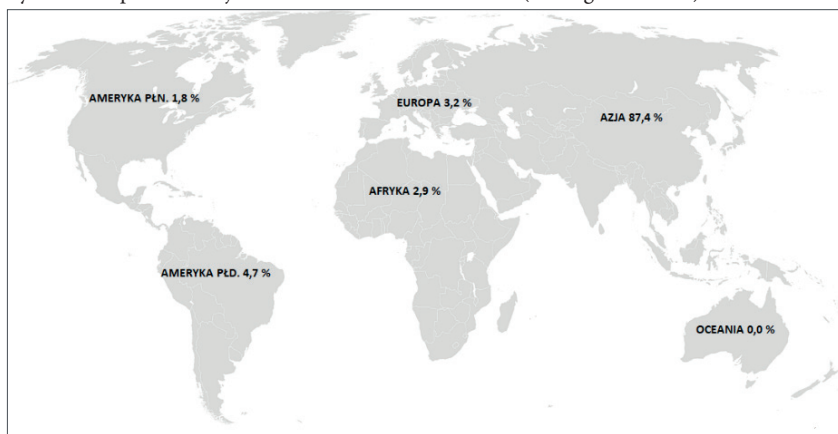 AMERYKA PŁN. 1,8 %
EUROPA 3,2 %
AZJA 87,4 %
AFRYKA 2,9 %
AMERYKA PŁD. 4,7 %
OCEANIA 0,0 %